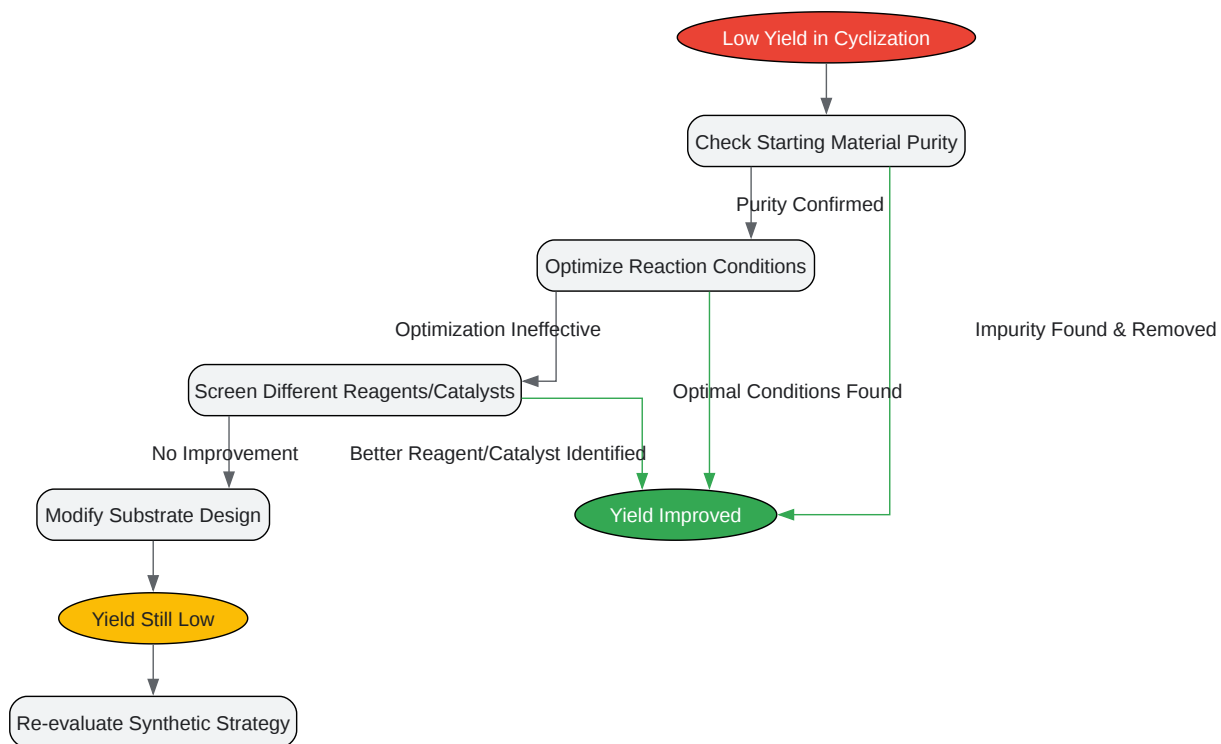 Low Yield in Cyclization
Check Starting Material Purity
Purity Confirmed
Optimize Reaction Conditions
Optimization Ineffective
Impurity Found & Removed
Screen Different Reagents/Catalysts
Optimal Conditions Found
No Improvement
Better Reagent/Catalyst Identified
Modify Substrate Design
Yield Improved
Yield Still Low
Re-evaluate Synthetic Strategy